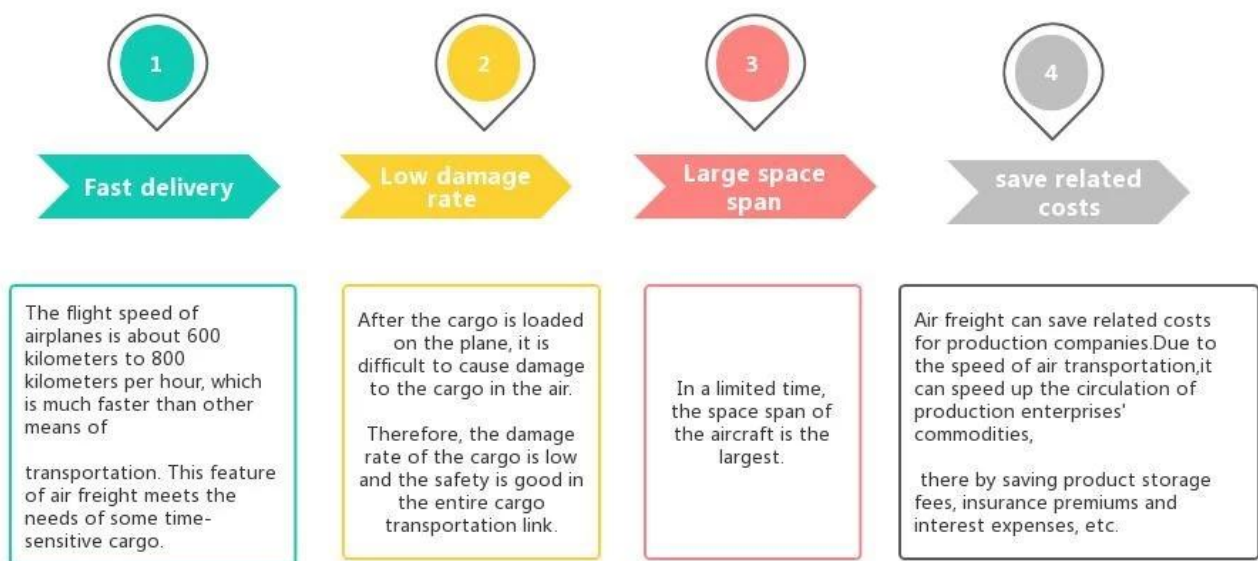 1
Fast delivery
The flight speed of
airplanes is about 600
kilometers to 800
kilometers per hour, which
is much faster than other
means of
transportation. This feature
of air freight meets the
needs of some time-
sensitive cargo.
2
Low damage
rate
After the cargo is loaded
on the plane, it is
difficult to cause damage
to the cargo in the air.
Therefore, the damage
rate of the cargo is low
and the safety is good in
the entire cargo
transportation link.
3
Large space
span
In a limited time,
the space span of
the aircraft is the
largest.
4
save related
costs
Air freight can save related costs
for production companies.Due to
the speed of air transportation,it
can speed up the circulation of
production enterprises'
commodities,
there by saving product storage
fees, insurance premiums and
interest expenses, etc.